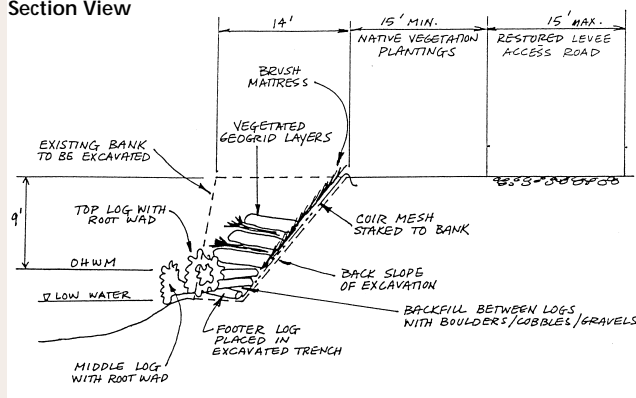 Section View
14'
15' MIN.
NATIVE VEGETATION
PLANTINGS
15' MAX.
RESTORED LEVEE
ACCESS ROAD
BRUSH
MATTRESS
VEGETATED
GEOGRID LAYERS
EXISTING BANK
TO BE EXCAVATED
9'
TOP LOG WITH
ROOT WAD
COIR MESH
STAKED TO BANK
OHWM
BACK SLOPE
OF EXCAVATION
LOW WATER
BACKFILL BETWEEN LOGS
WITH BOULDERS/COBBLES/GRAVELS
FOOTER LOG
PLACED IN
EXCAVATED TRENCH
MIDDLE LOG
WITH ROOT WAD